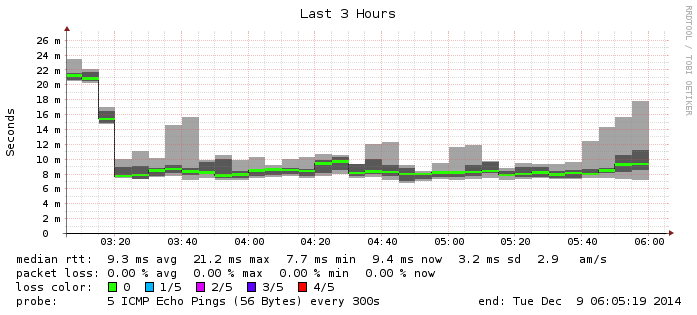 Last 3 Hours
RRDTOOL / TOBI OETIKER
Seconds
26 m
24 m
22 m
20 m
18 m
16 m
14 m
12 m
10 m
8 m
6 m
4 m
2 m
0
03:20 03:40 04:00 04:20 04:40 05:00 05:20 05:40 06:00
median rtt: 9.3 ms avg 21.2 ms max 7.7 ms min 9.4 ms now 3.2 ms sd 2.9 am/s
packet loss: 0.00 % avg 0.00 % max 0.00 % min 0.00 % now
loss color: 0 1/5 2/5 3/5 4/5
probe: 5 ICMP Echo Pings (56 Bytes) every 300s end: Tue Dec 9 06:05:19 2014